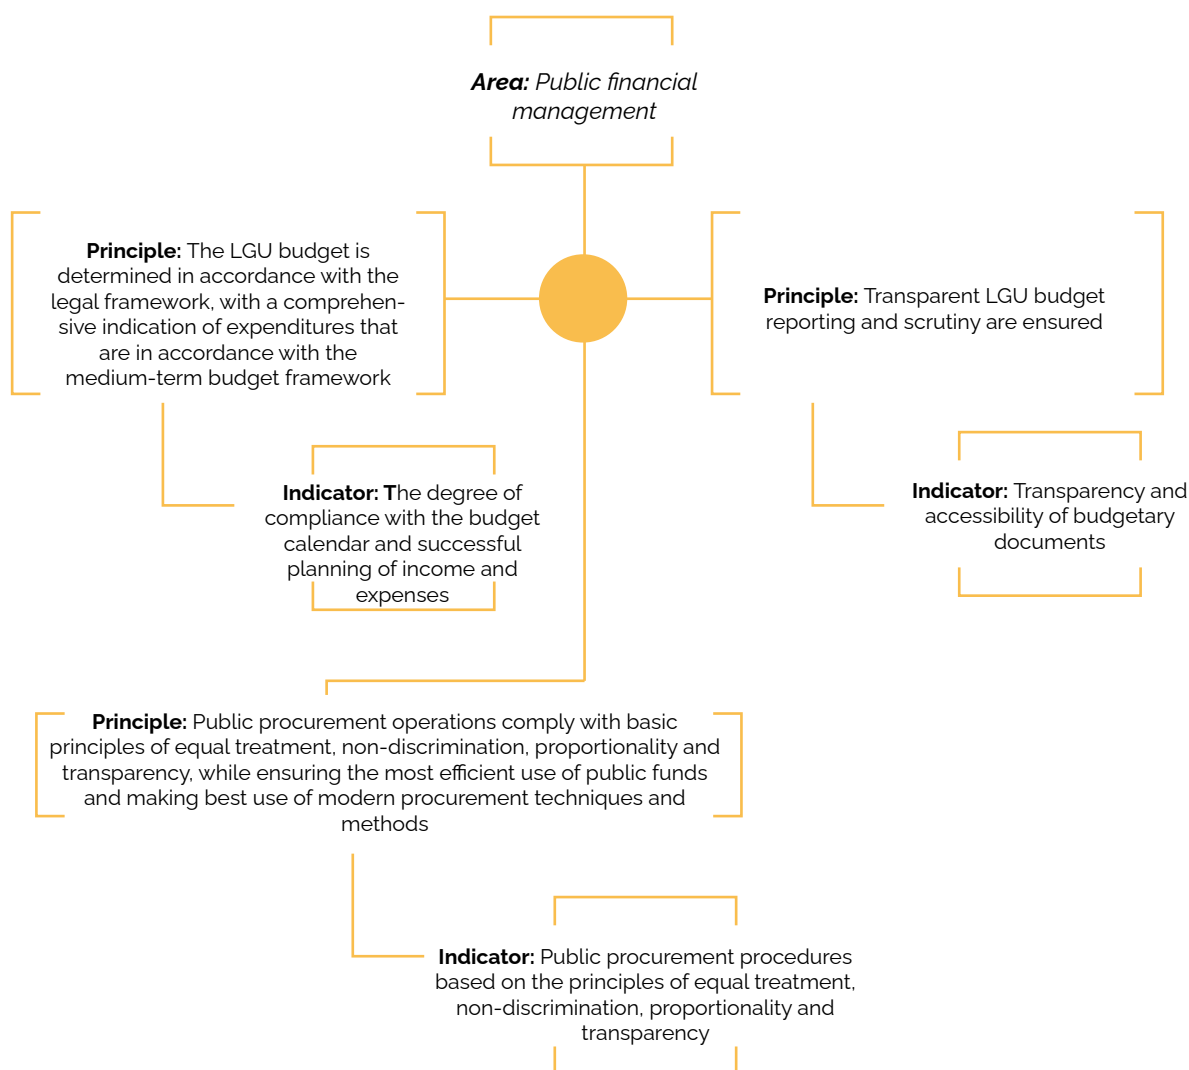 Area: Public financial
management
Principle: The LGU budget is
determined in accordance with the
legal framework, with a comprehen-
sive indication of expenditures that
are in accordance with the
medium-term budget framework
Principle: Transparent LGU budget
reporting and scrutiny are ensured
Indicator: The degree of
compliance with the budget
calendar and successful
planning of income and
expenses
Indicator: Transparency and
accessibility of budgetary
documents
Principle: Public procurement operations comply with basic
principles of equal treatment, non-discrimination, proportionality and
transparency, while ensuring the most efficient use of public funds
and making best use of modern procurement techniques and
methods
Indicator: Public procurement procedures
based on the principles of equal treatment,
non-discrimination, proportionality and
transparency